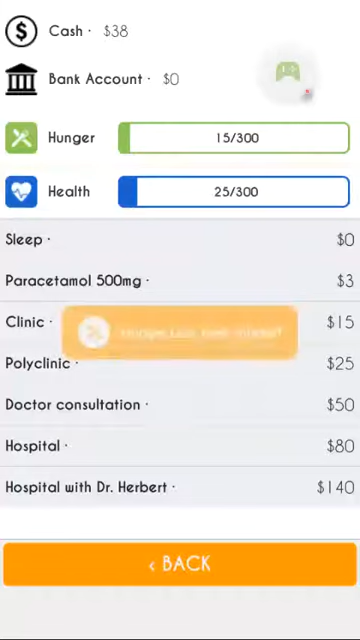 Cash · $38
Bank Account · $0
Hunger 15/300
Health 25/300
Sleep · $0
Paracetamol 500mg · $3
Clinic · $15
Polyclinic · $25
Doctor consultation · $50
Hospital · $80
Hospital with Dr. Herbert · $140
‹ BACK